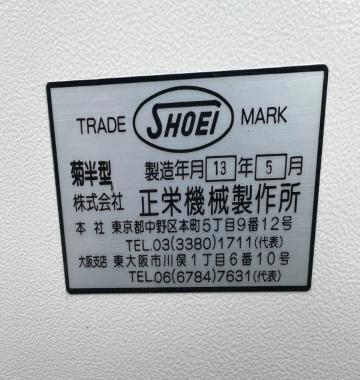 TRADE SHOEI MARK
菊半型 製造年月 13 年 5 月
株式会社 正栄機械製作所
本 社 東京都中野区本町5丁目9番12号
TEL.03(3380)1711(代表)
大阪支店 東大阪市川俣1丁目6番10号
TEL.06(6784)7631(代表)